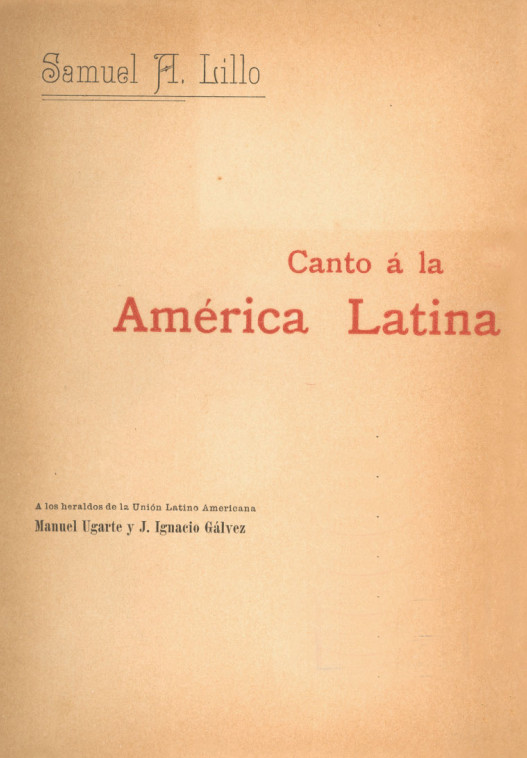 Samuel A. Lillo
Canto á la
América Latina
A los heraldos de la Unión Latino Americana
Manuel Ugarte y J. Ignacio Gálvez